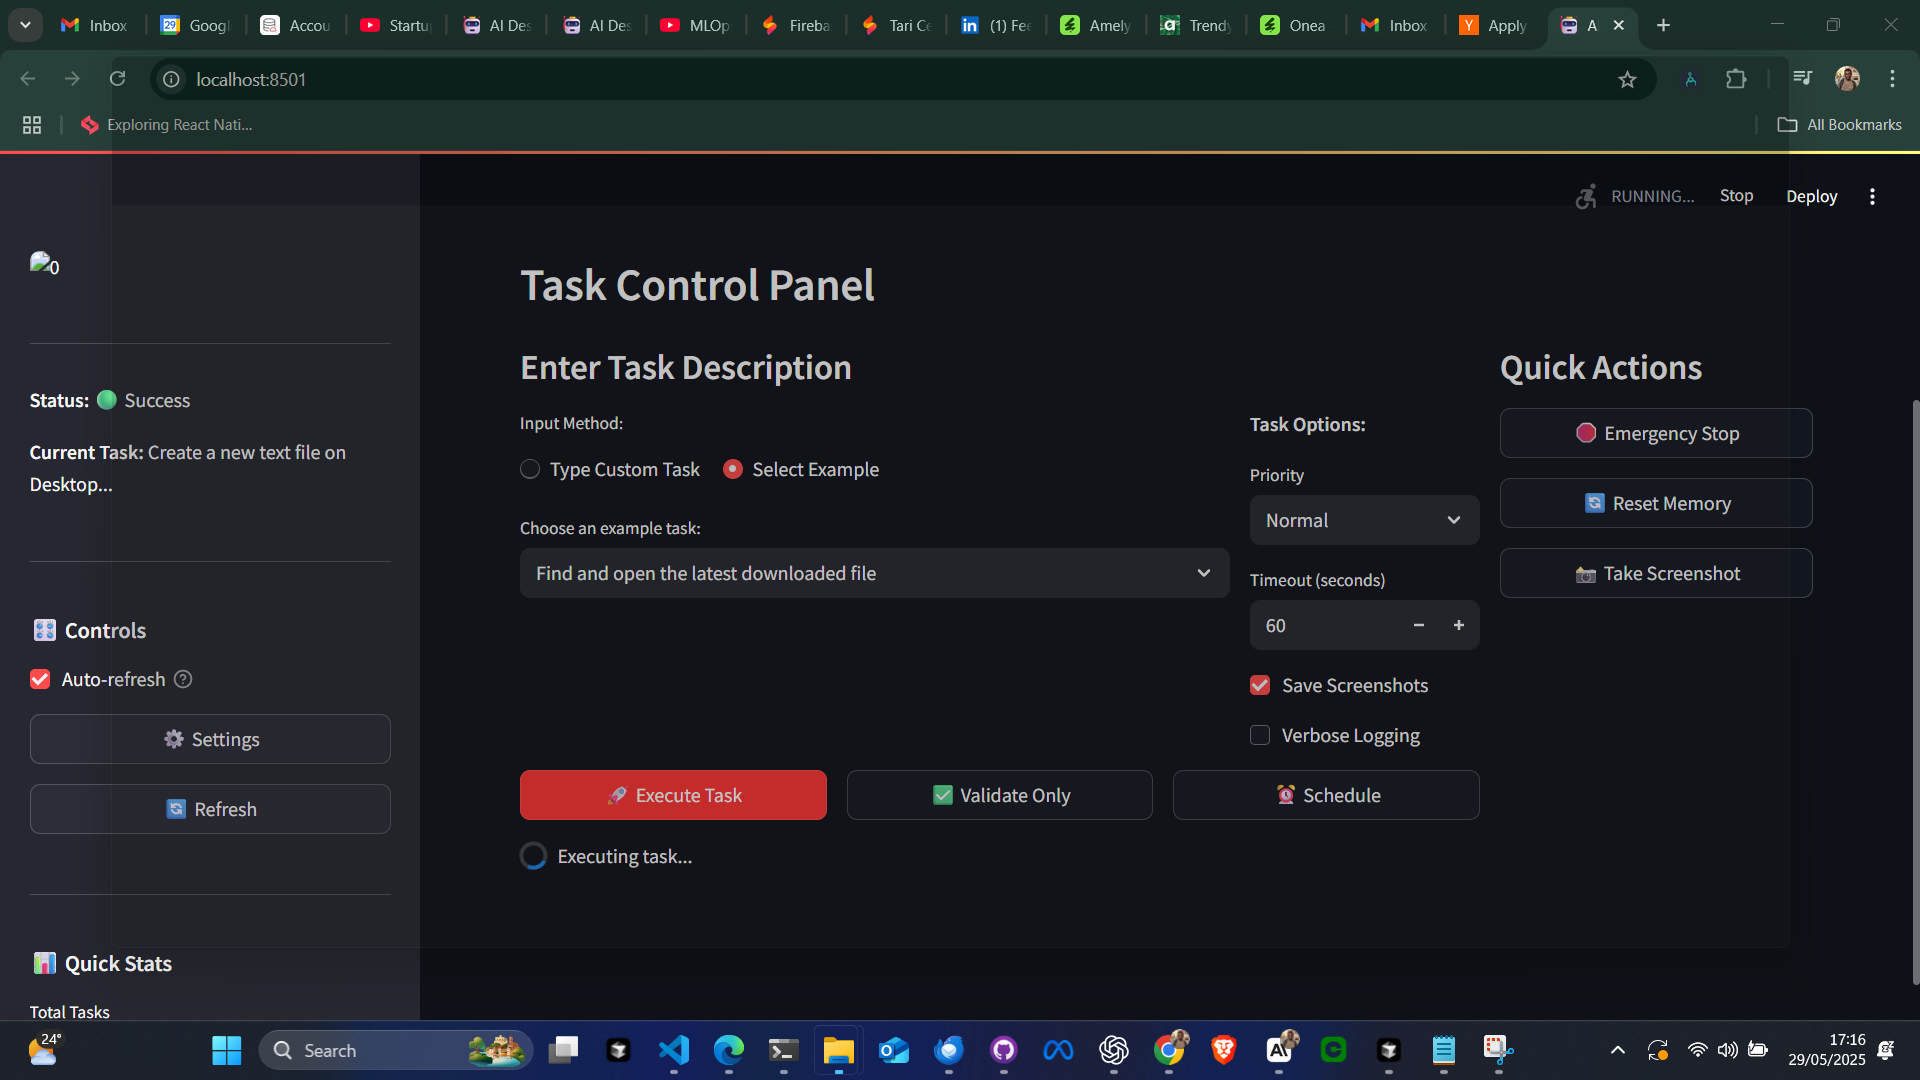 Inbox
Googl
Accou
Startu
AI Des
AI Des
MLOp
Fireba
Tari Ce
(1) Fee
Amely
Trendy
Onea
Inbox
Apply
localhost:8501
Exploring React Nati...
All Bookmarks
RUNNING...
Stop
Deploy
0
Status: Success
Current Task: Create a new text file on
Desktop...
Controls
Auto-refresh
Settings
Refresh
Quick Stats
Total Tasks
Task Control Panel
Enter Task Description
Input Method:
Type Custom Task
Select Example
Choose an example task:
Find and open the latest downloaded file
Task Options:
Priority
Normal
Timeout (seconds)
60
Save Screenshots
Verbose Logging
Execute Task
Validate Only
Schedule
Executing task...
Quick Actions
Emergency Stop
Reset Memory
Take Screenshot
24°
Search
17:16
29/05/2025